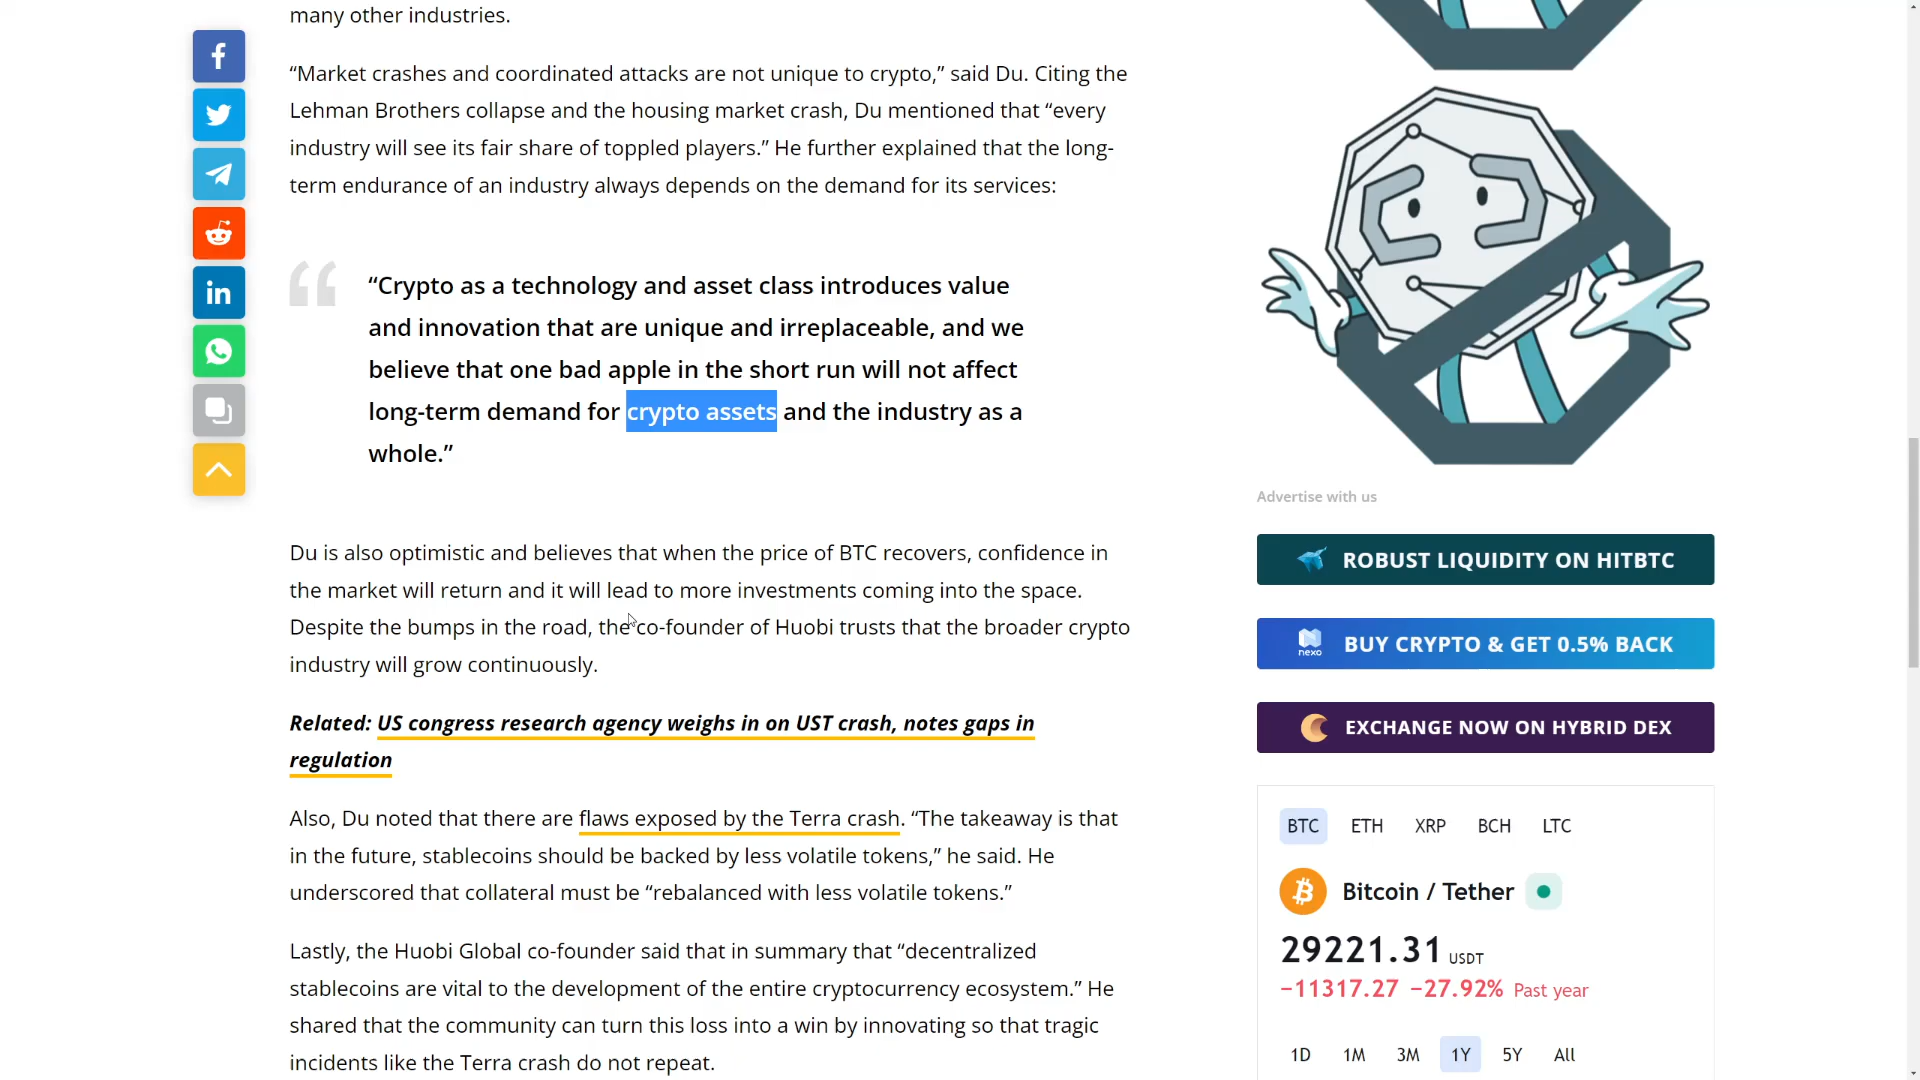 many other industries.
“Market crashes and coordinated attacks are not unique to crypto,” said Du. Citing the
Lehman Brothers collapse and the housing market crash, Du mentioned that “every
industry will see its fair share of toppled players.” He further explained that the long-
term endurance of an industry always depends on the demand for its services:
“Crypto as a technology and asset class introduces value
and innovation that are unique and irreplaceable, and we
believe that one bad apple in the short run will not affect
long-term demand for crypto assets and the industry as a
whole.”
Du is also optimistic and believes that when the price of BTC recovers, confidence in
the market will return and it will lead to more investments coming into the space.
Despite the bumps in the road, the co-founder of Huobi trusts that the broader crypto
industry will grow continuously.
Related: US congress research agency weighs in on UST crash, notes gaps in
regulation
Also, Du noted that there are flaws exposed by the Terra crash. “The takeaway is that
in the future, stablecoins should be backed by less volatile tokens,” he said. He
underscored that collateral must be “rebalanced with less volatile tokens.”
Lastly, the Huobi Global co-founder said that in summary that “decentralized
stablecoins are vital to the development of the entire cryptocurrency ecosystem.” He
shared that the community can turn this loss into a win by innovating so that tragic
incidents like the Terra crash do not repeat.
Advertise with us
ROBUST LIQUIDITY ON HITBTC
nexo BUY CRYPTO & GET 0.5% BACK
EXCHANGE NOW ON HYBRID DEX
BTC ETH XRP BCH LTC
Bitcoin / Tether
29221.31 USDT
−11317.27 −27.92% Past year
1D 1M 3M 1Y 5Y All